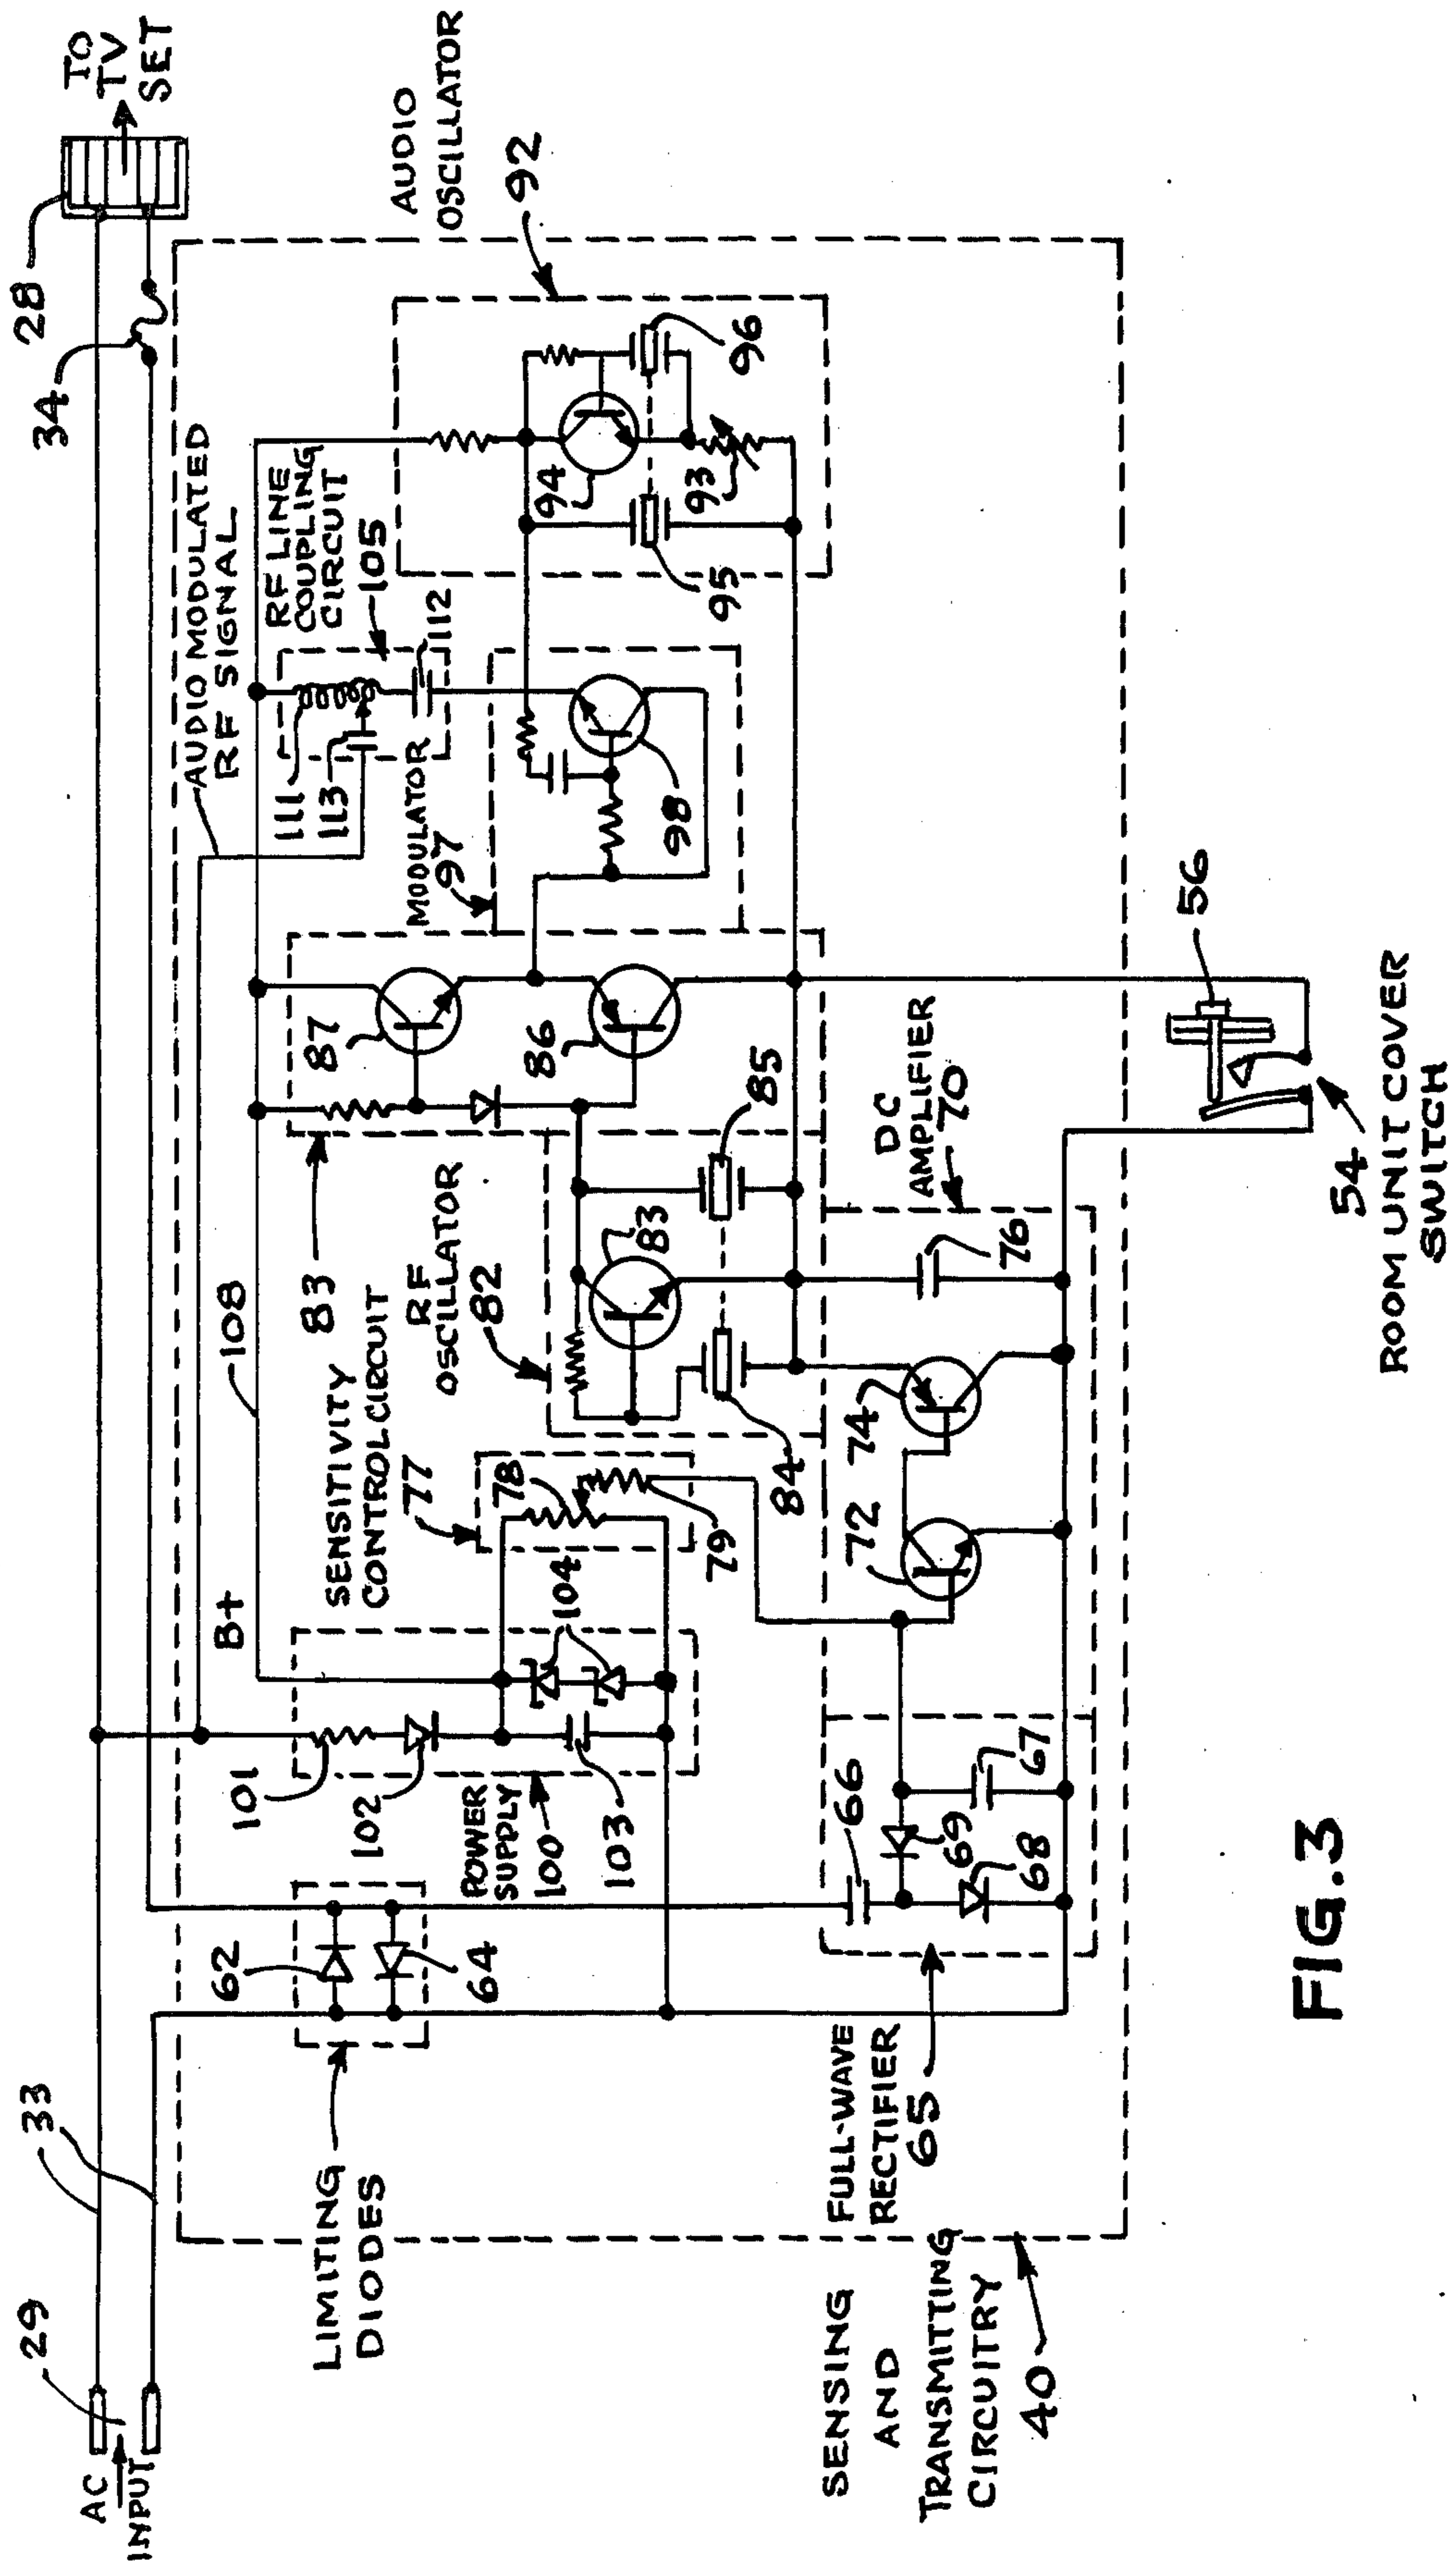 AC
INPUT
29
33
28
34
TO
TV
SET
AUDIO MODULATED
RF SIGNAL
RF LINE
COUPLING
CIRCUIT
105
112
111
113
MODULATOR
97
98
AUDIO
OSCILLATOR
92
94
93
95
96
108
B+
SENSITIVITY
CONTROL CIRCUIT
77
78
79
83
87
86
RF
OSCILLATOR
82
83
84
85
DC
AMPLIFIER
70
72
74
76
101
102
POWER
SUPPLY
100
103
104
62
64
LIMITING
DIODES
FULL-WAVE
RECTIFIER
65
66
67
68
69
SENSING
AND
TRANSMITTING
CIRCUITRY
40
56
54
ROOM UNIT COVER
SWITCH
FIG.3